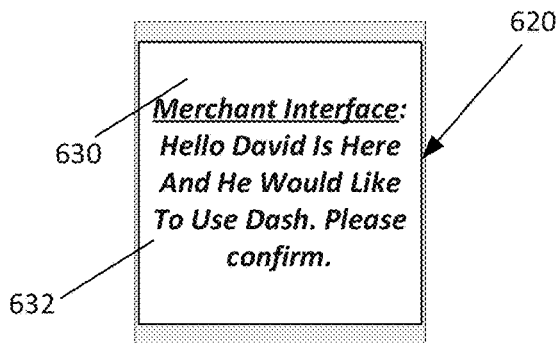 620
630
Merchant Interface:
Hello David Is Here
And He Would Like
To Use Dash. Please
confirm.
632